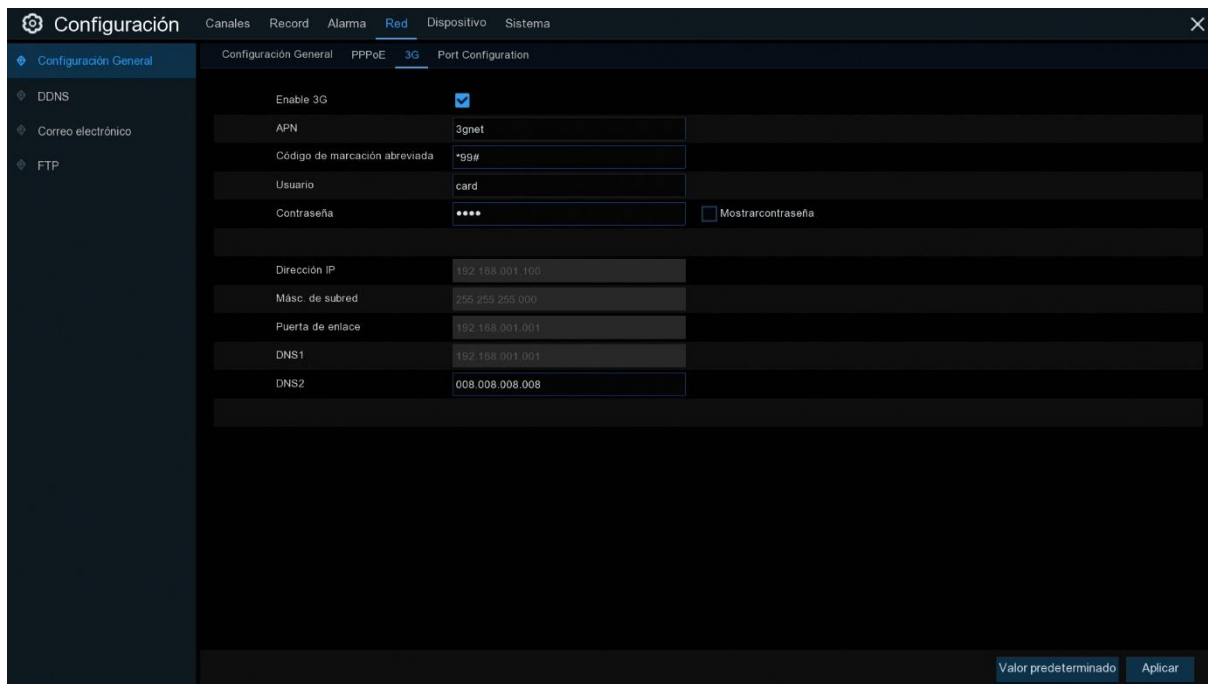 Configuración Canales Record Alarma Red Dispositivo Sistema
Configuración General PPPoE 3G Port Configuration
Configuración General
DDNS
Correo electrónico
FTP
Enable 3G
APN 3gnet
Código de marcación abreviada *99#
Usuario card
Contraseña •••• Mostrarcontraseña
Dirección IP 192.168.001.100
Másc. de subred 255.255.255.000
Puerta de enlace 192.168.001.001
DNS1 192.168.001.001
DNS2 008.008.008.008
Valor predeterminado Aplicar